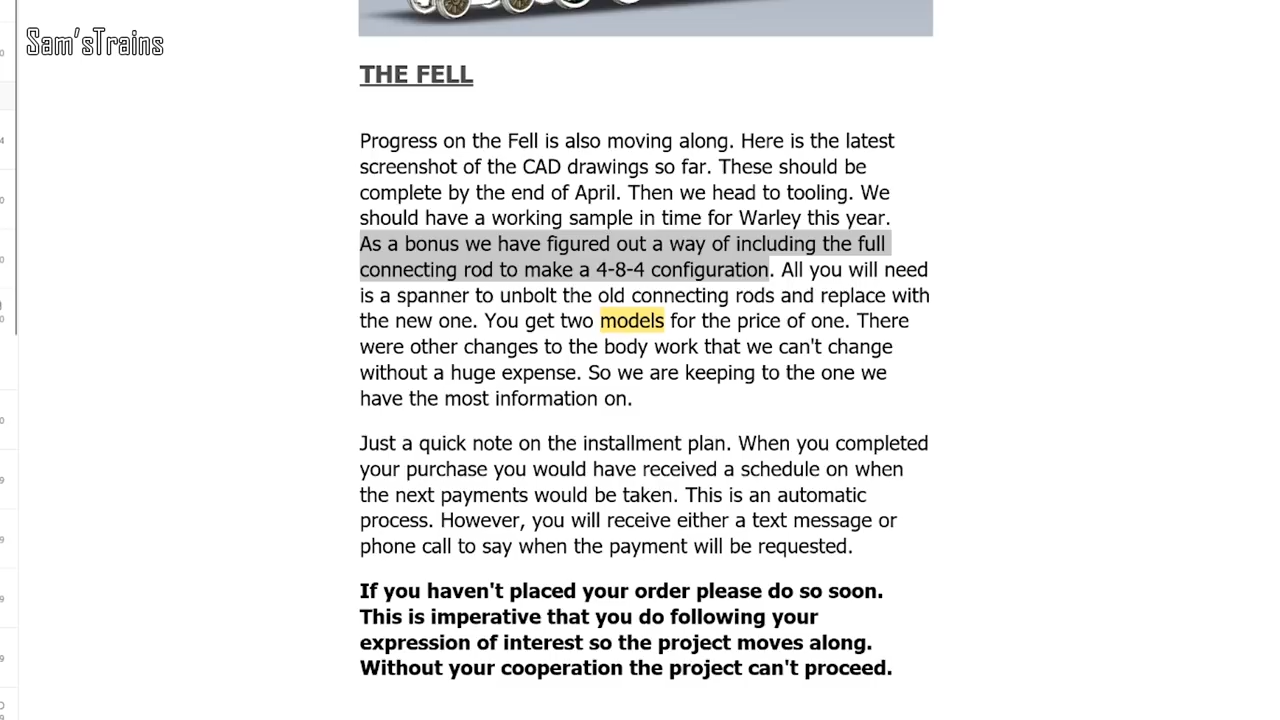 Sam'sTrains
THE FELL
Progress on the Fell is also moving along. Here is the latest
screenshot of the CAD drawings so far. These should be
complete by the end of April. Then we head to tooling. We
should have a working sample in time for Warley this year.
As a bonus we have figured out a way of including the full
connecting rod to make a 4-8-4 configuration. All you will need
is a spanner to unbolt the old connecting rods and replace with
the new one. You get two models for the price of one. There
were other changes to the body work that we can't change
without a huge expense. So we are keeping to the one we
have the most information on.
Just a quick note on the installment plan. When you completed
your purchase you would have received a schedule on when
the next payments would be taken. This is an automatic
process. However, you will receive either a text message or
phone call to say when the payment will be requested.
If you haven't placed your order please do so soon.
This is imperative that you do following your
expression of interest so the project moves along.
Without your cooperation the project can't proceed.